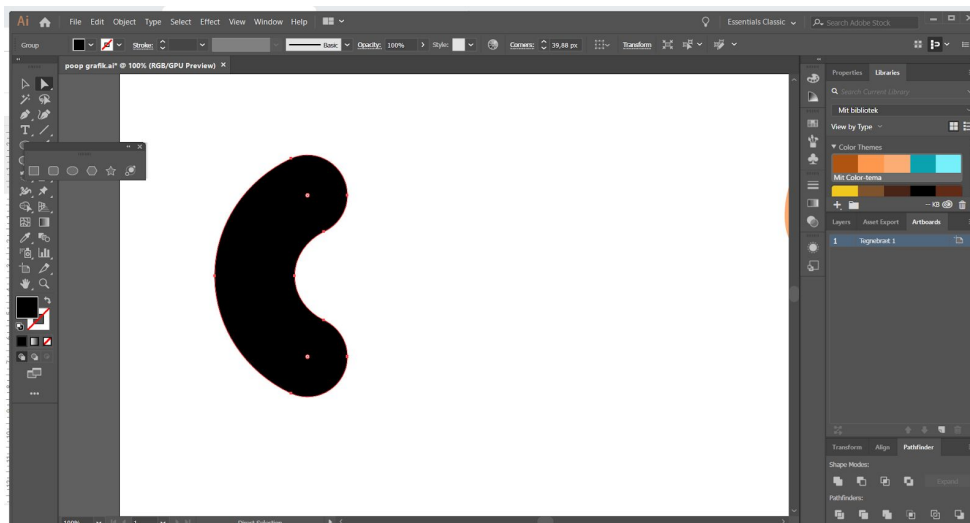 Ai File Edit Object Type Select Effect View Window Help Essentials Classic Search Adobe Stock
Group Stroke: Basic Opacity: 100% Style: Corners: 39,88 px Transform
poop grafik.ai* @ 100% (RGB/GPU Preview) ×
Properties Libraries
Search Current Library
Mit bibliotek
View by Type
Color Themes
Mit Color-tema
– KB
Layers Asset Export Artboards
1 Tegnebræt 1
Transform Align Pathfinder
Shape Modes:
Expand
Pathfinders:
100% 1 Direct Selection